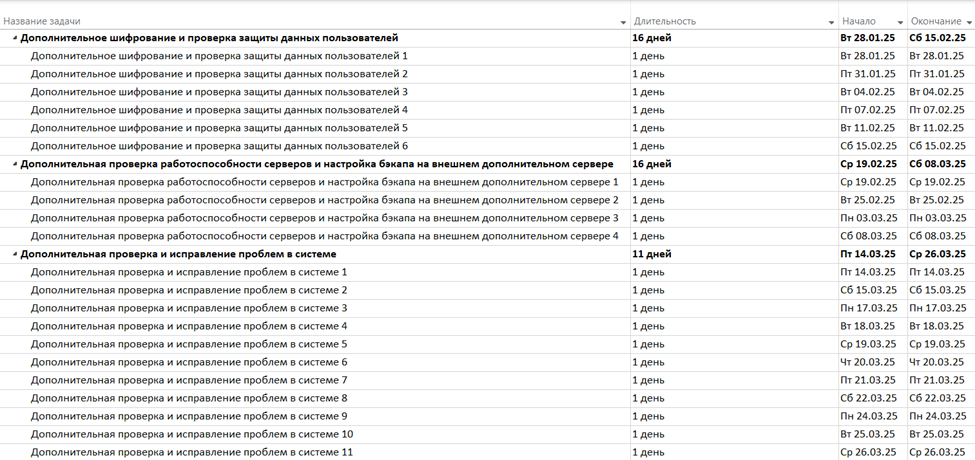 Название задачи Длительность Начало Окончание
Дополнительное шифрование и проверка защиты данных пользователей 16 дней Вт 28.01.25 Сб 15.02.25
Дополнительное шифрование и проверка защиты данных пользователей 1 1 день Вт 28.01.25 Вт 28.01.25
Дополнительное шифрование и проверка защиты данных пользователей 2 1 день Пт 31.01.25 Пт 31.01.25
Дополнительное шифрование и проверка защиты данных пользователей 3 1 день Вт 04.02.25 Вт 04.02.25
Дополнительное шифрование и проверка защиты данных пользователей 4 1 день Пт 07.02.25 Пт 07.02.25
Дополнительное шифрование и проверка защиты данных пользователей 5 1 день Вт 11.02.25 Вт 11.02.25
Дополнительное шифрование и проверка защиты данных пользователей 6 1 день Сб 15.02.25 Сб 15.02.25
Дополнительная проверка работоспособности серверов и настройка бэкапа на внешнем дополнительном сервере 16 дней Ср 19.02.25 Сб 08.03.25
Дополнительная проверка работоспособности серверов и настройка бэкапа на внешнем дополнительном сервере 1 1 день Ср 19.02.25 Ср 19.02.25
Дополнительная проверка работоспособности серверов и настройка бэкапа на внешнем дополнительном сервере 2 1 день Вт 25.02.25 Вт 25.02.25
Дополнительная проверка работоспособности серверов и настройка бэкапа на внешнем дополнительном сервере 3 1 день Пн 03.03.25 Пн 03.03.25
Дополнительная проверка работоспособности серверов и настройка бэкапа на внешнем дополнительном сервере 4 1 день Сб 08.03.25 Сб 08.03.25
Дополнительная проверка и исправление проблем в системе 11 дней Пт 14.03.25 Ср 26.03.25
Дополнительная проверка и исправление проблем в системе 1 1 день Пт 14.03.25 Пт 14.03.25
Дополнительная проверка и исправление проблем в системе 2 1 день Сб 15.03.25 Сб 15.03.25
Дополнительная проверка и исправление проблем в системе 3 1 день Пн 17.03.25 Пн 17.03.25
Дополнительная проверка и исправление проблем в системе 4 1 день Вт 18.03.25 Вт 18.03.25
Дополнительная проверка и исправление проблем в системе 5 1 день Ср 19.03.25 Ср 19.03.25
Дополнительная проверка и исправление проблем в системе 6 1 день Чт 20.03.25 Чт 20.03.25
Дополнительная проверка и исправление проблем в системе 7 1 день Пт 21.03.25 Пт 21.03.25
Дополнительная проверка и исправление проблем в системе 8 1 день Сб 22.03.25 Сб 22.03.25
Дополнительная проверка и исправление проблем в системе 9 1 день Пн 24.03.25 Пн 24.03.25
Дополнительная проверка и исправление проблем в системе 10 1 день Вт 25.03.25 Вт 25.03.25
Дополнительная проверка и исправление проблем в системе 11 1 день Ср 26.03.25 Ср 26.03.25